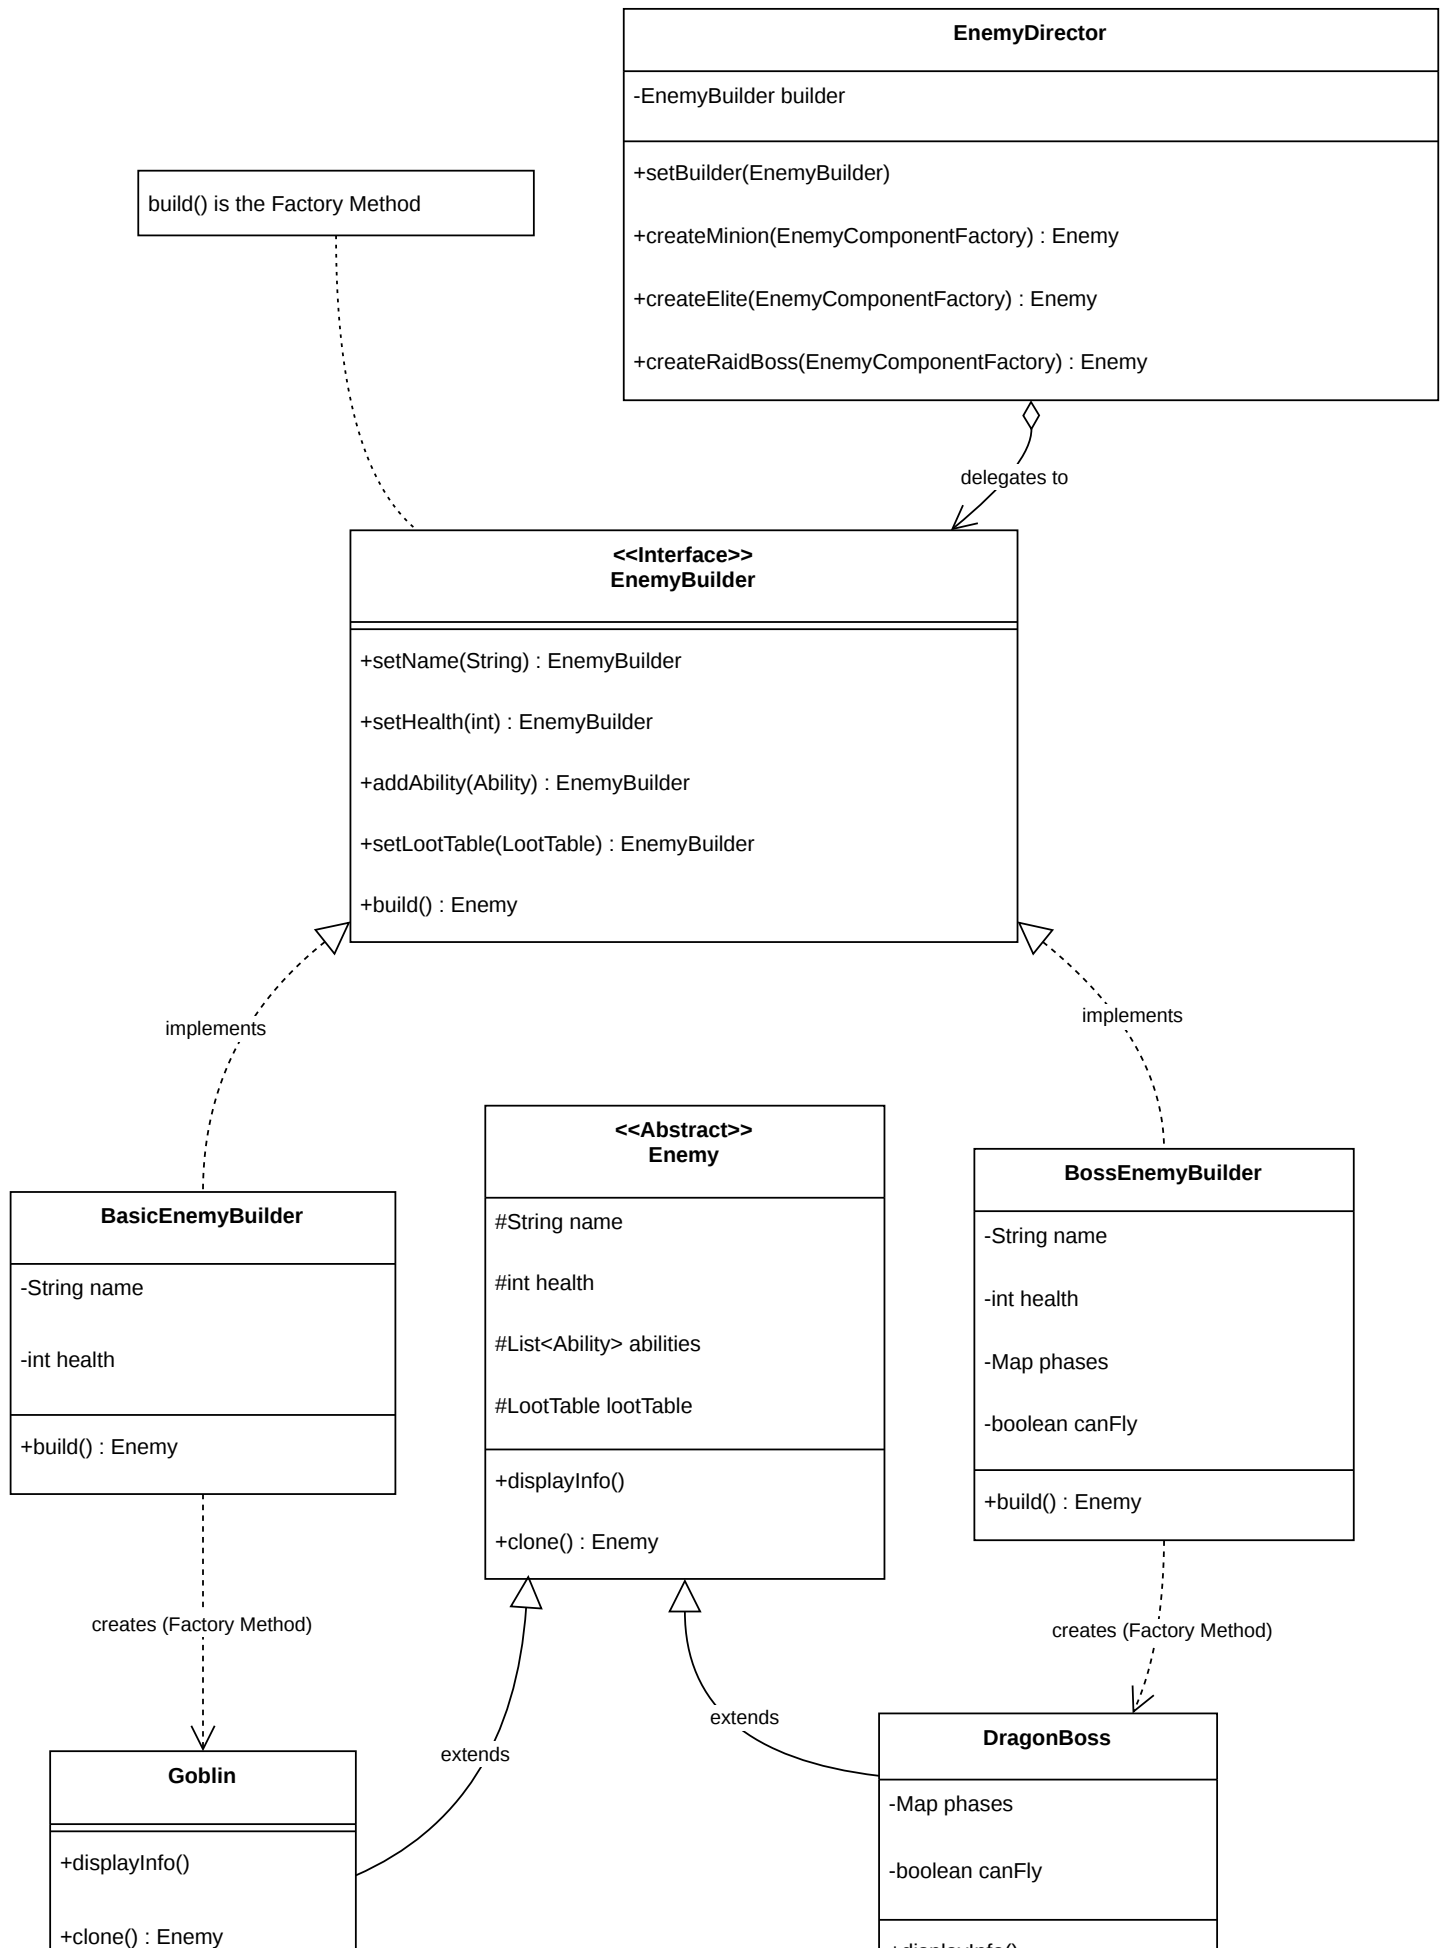 EnemyDirector
-EnemyBuilder builder
+setBuilder(EnemyBuilder)
+createMinion(EnemyComponentFactory) : Enemy
+createElite(EnemyComponentFactory) : Enemy
+createRaidBoss(EnemyComponentFactory) : Enemy
build() is the Factory Method
delegates to
<<Interface>>
EnemyBuilder
+setName(String) : EnemyBuilder
+setHealth(int) : EnemyBuilder
+addAbility(Ability) : EnemyBuilder
+setLootTable(LootTable) : EnemyBuilder
+build() : Enemy
implements
implements
BasicEnemyBuilder
-String name
-int health
+build() : Enemy
<<Abstract>>
Enemy
#String name
#int health
#List<Ability> abilities
#LootTable lootTable
+displayInfo()
+clone() : Enemy
BossEnemyBuilder
-String name
-int health
-Map phases
-boolean canFly
+build() : Enemy
creates (Factory Method)
creates (Factory Method)
extends
extends
Goblin
+displayInfo()
+clone() : Enemy
DragonBoss
-Map phases
-boolean canFly
+displayInfo()